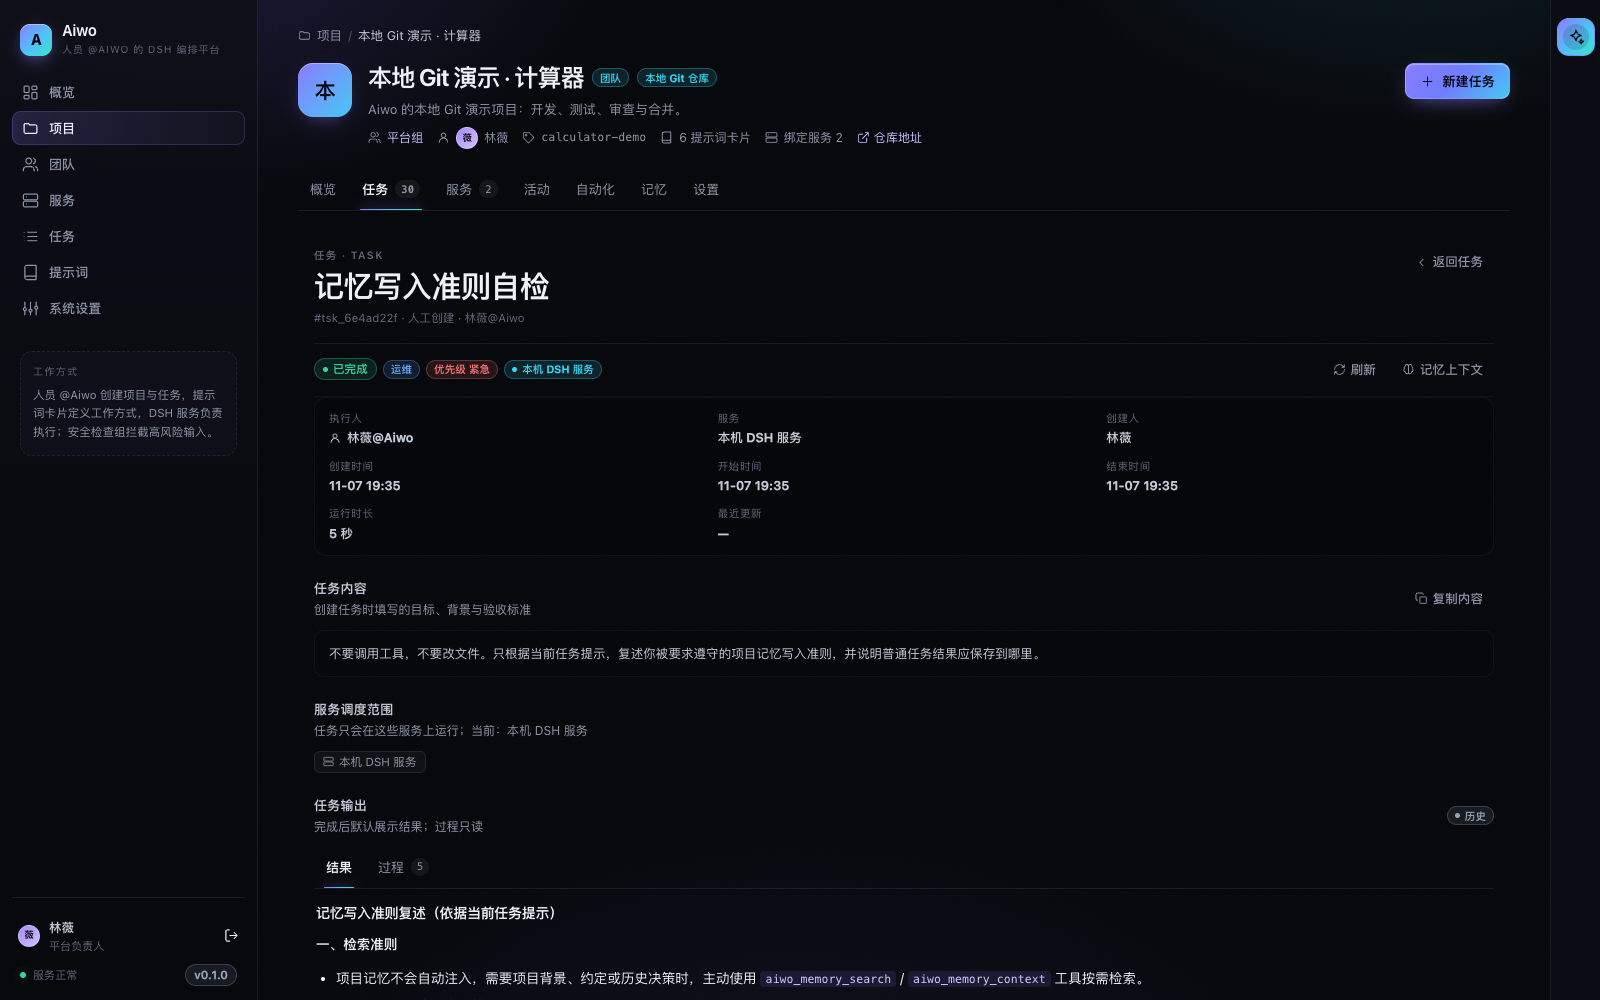 A
Aiwo
人员 @AIWO 的 DSH 编排平台
概览
项目
团队
服务
任务
提示词
系统设置
工作方式
人员 @Aiwo 创建项目与任务，提示
词卡片定义工作方式，DSH 服务负责
执行；安全检查组拦截高风险输入。
薇
林薇
平台负责人
服务正常
v0.1.0
项目 / 本地 Git 演示 · 计算器
本
本地 Git 演示 · 计算器 团队 本地 Git 仓库
Aiwo 的本地 Git 演示项目：开发、测试、审查与合并。
平台组 薇 林薇 calculator-demo 6 提示词卡片 绑定服务 2 仓库地址
新建任务
概览 任务 30 服务 2 活动 自动化 记忆 设置
任务 · TASK
记忆写入准则自检
#tsk_6e4ad22f · 人工创建 · 林薇@Aiwo
返回任务
已完成 运维 优先级 紧急 本机 DSH 服务
刷新 记忆上下文
执行人 服务 创建人
林薇@Aiwo 本机 DSH 服务 林薇
创建时间 开始时间 结束时间
11-07 19:35 11-07 19:35 11-07 19:35
运行时长 最近更新
5 秒 —
任务内容
创建任务时填写的目标、背景与验收标准
复制内容
不要调用工具，不要改文件。只根据当前任务提示，复述你被要求遵守的项目记忆写入准则，并说明普通任务结果应保存到哪里。
服务调度范围
任务只会在这些服务上运行；当前：本机 DSH 服务
本机 DSH 服务
任务输出
完成后默认展示结果；过程只读
历史
结果 过程 5
记忆写入准则复述（依据当前任务提示）
一、检索准则
• 项目记忆不会自动注入，需要项目背景、约定或历史决策时，主动使用 aiwo_memory_search / aiwo_memory_context 工具按需检索。